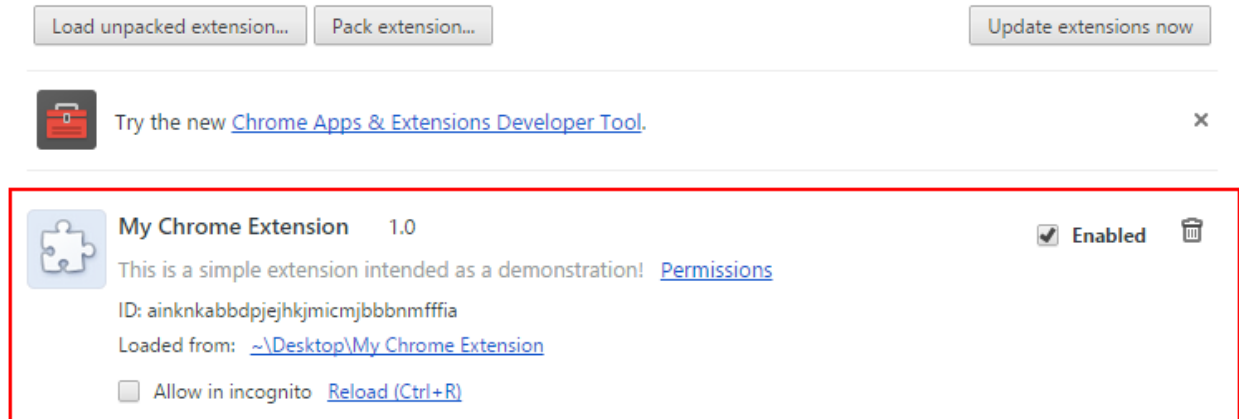 Load unpacked extension... Pack extension... Update extensions now
Try the new Chrome Apps & Extensions Developer Tool.
My Chrome Extension 1.0 Enabled
This is a simple extension intended as a demonstration! Permissions
ID: ainknkabbdpjejhkjmicmjbbbnmfffia
Loaded from: ~\Desktop\My Chrome Extension
Allow in incognito Reload (Ctrl+R)